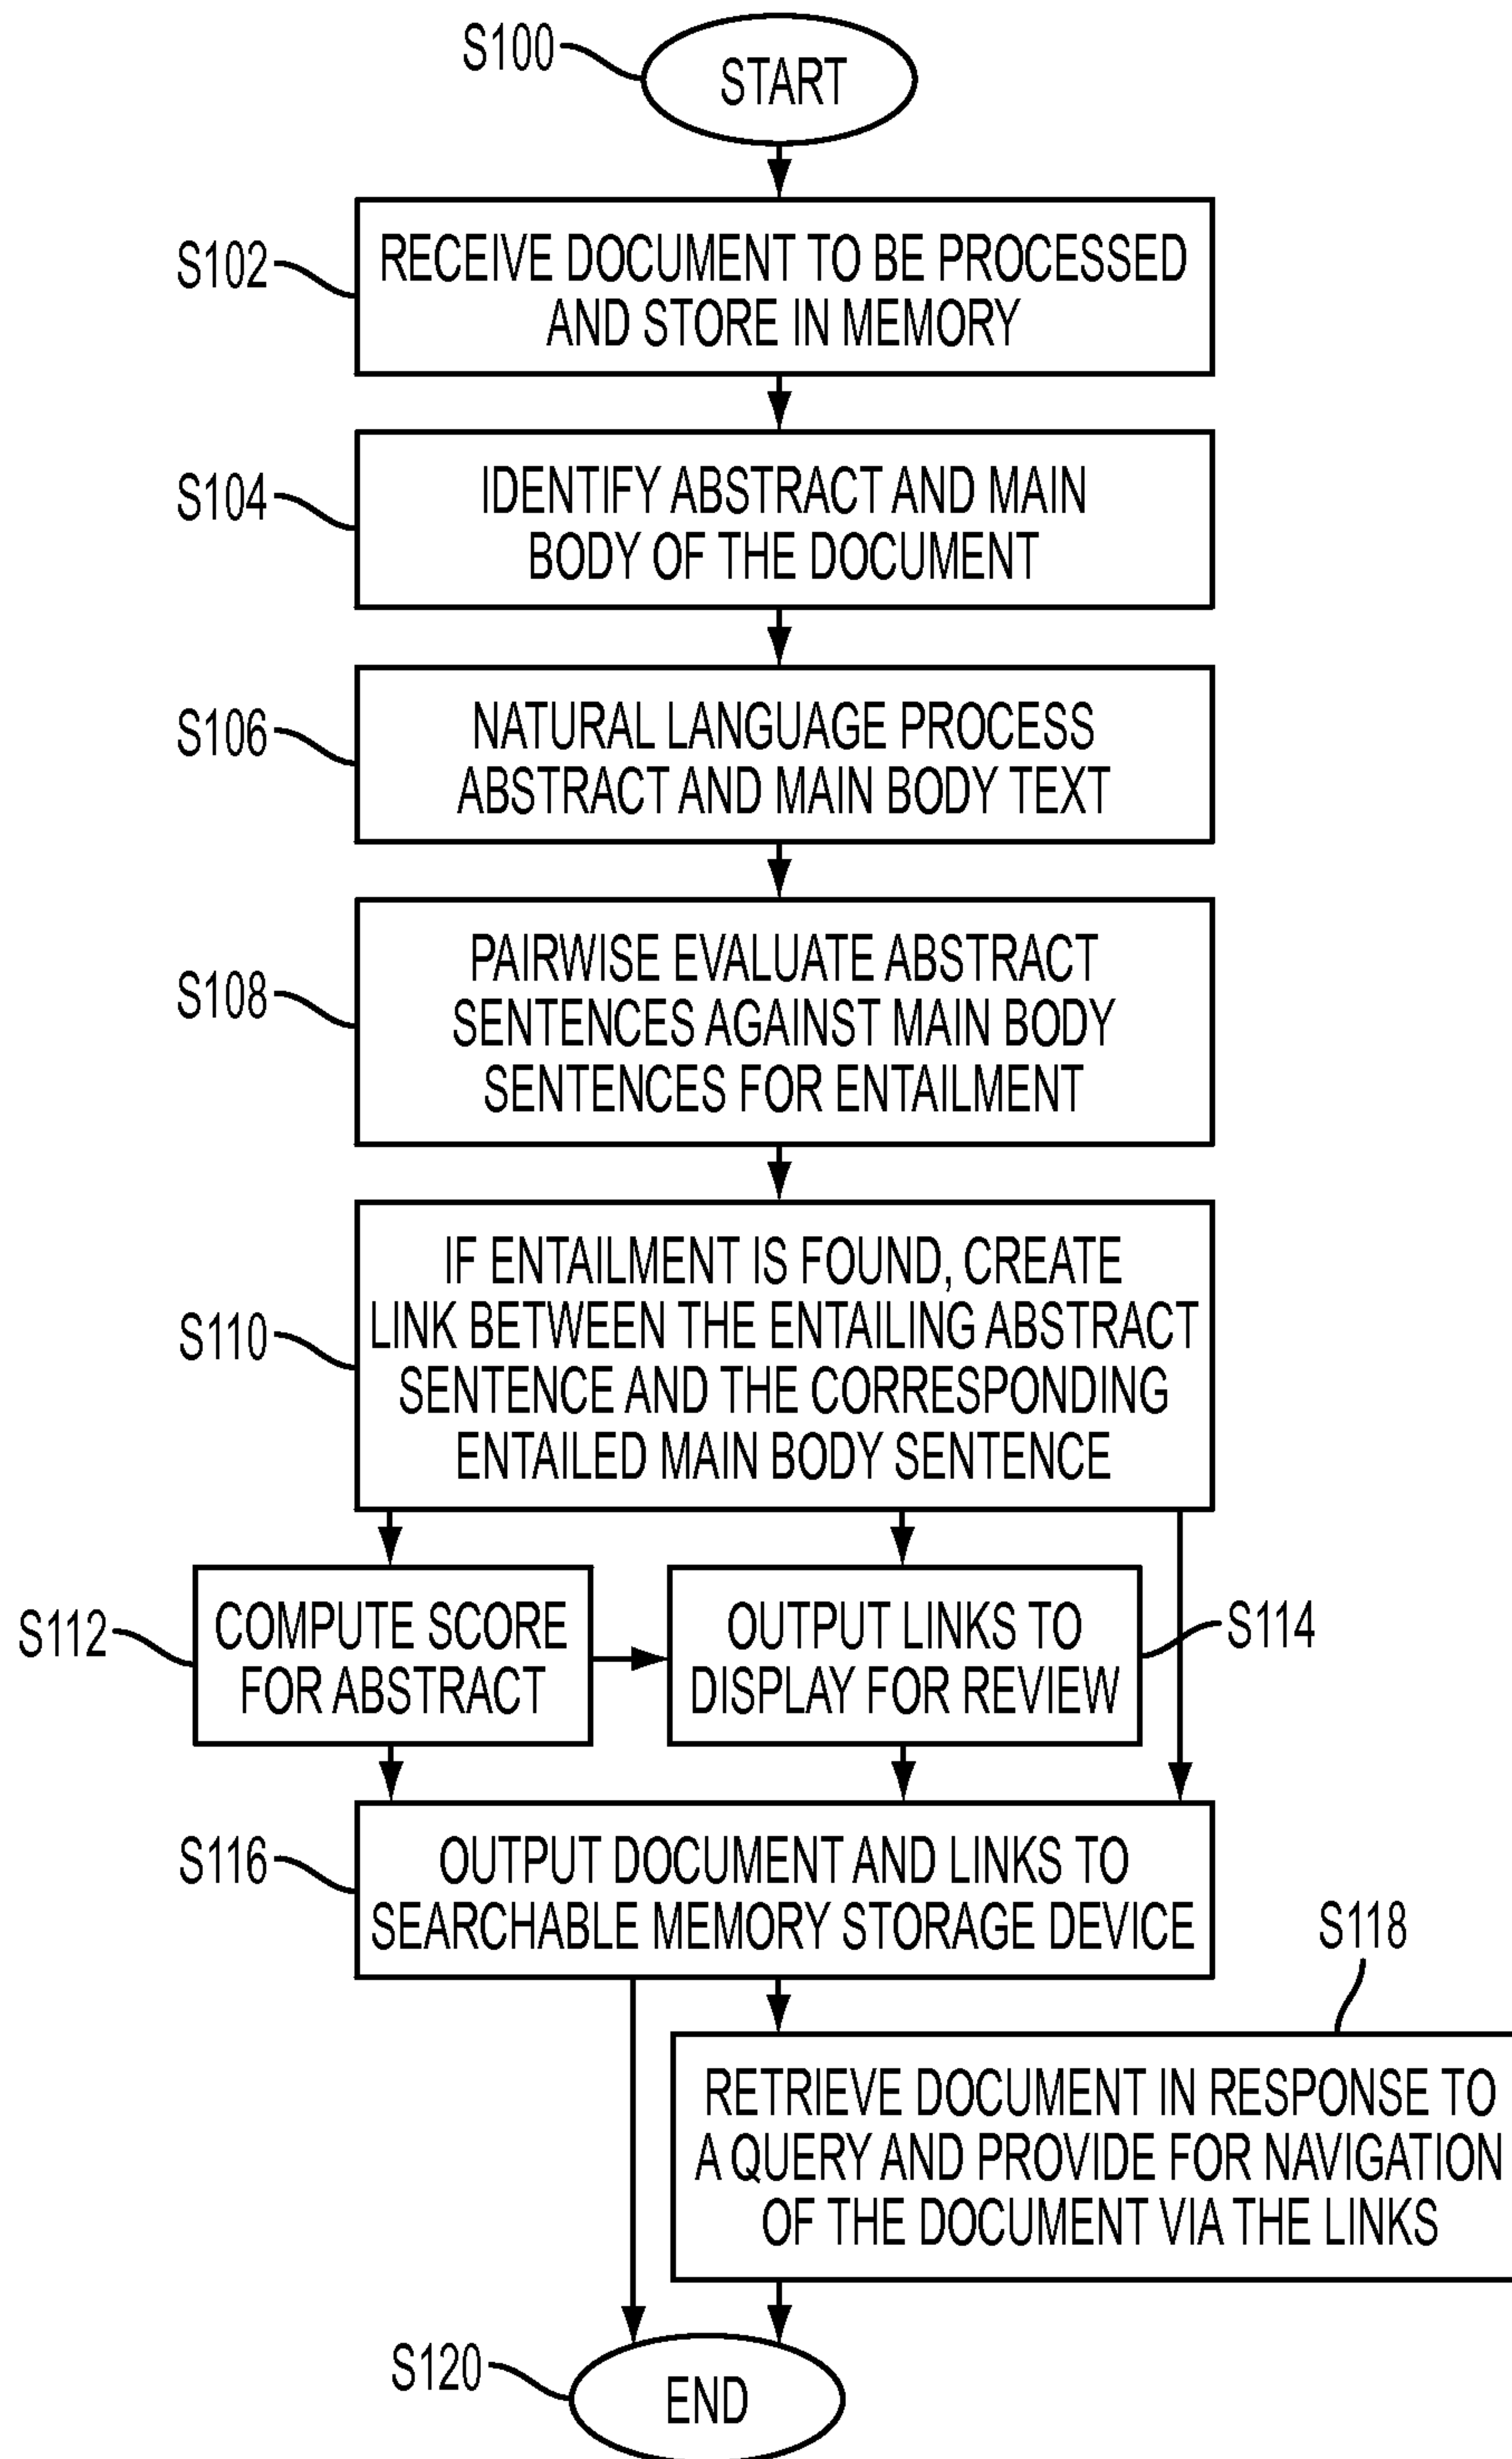 S100
START
S102
RECEIVE DOCUMENT TO BE PROCESSED
AND STORE IN MEMORY
S104
IDENTIFY ABSTRACT AND MAIN
BODY OF THE DOCUMENT
S106
NATURAL LANGUAGE PROCESS
ABSTRACT AND MAIN BODY TEXT
S108
PAIRWISE EVALUATE ABSTRACT
SENTENCES AGAINST MAIN BODY
SENTENCES FOR ENTAILMENT
S110
IF ENTAILMENT IS FOUND, CREATE
LINK BETWEEN THE ENTAILING ABSTRACT
SENTENCE AND THE CORRESPONDING
ENTAILED MAIN BODY SENTENCE
S112
COMPUTE SCORE
FOR ABSTRACT
OUTPUT LINKS TO
DISPLAY FOR REVIEW
S114
S116
OUTPUT DOCUMENT AND LINKS TO
SEARCHABLE MEMORY STORAGE DEVICE
S118
RETRIEVE DOCUMENT IN RESPONSE TO
A QUERY AND PROVIDE FOR NAVIGATION
OF THE DOCUMENT VIA THE LINKS
S120
END